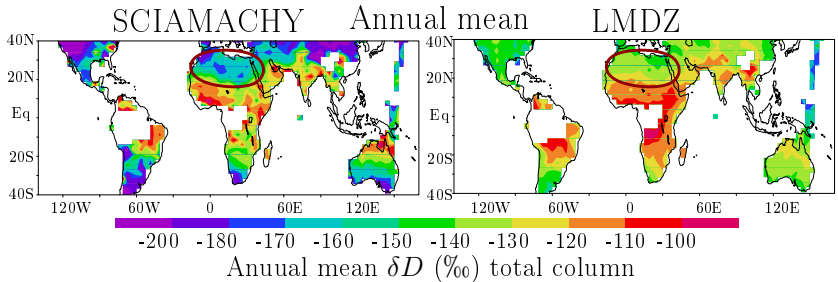 SCIAMACHY Annual mean LMDZ
40N 40N
20N 20N
Eq Eq
20S 20S
40S 40S
120W 60W 0 60E 120E 120W 60W 0 60E 120E
-200 -180 -170 -160 -150 -140 -130 -120 -110 -100
Anuual mean δD (‰) total column